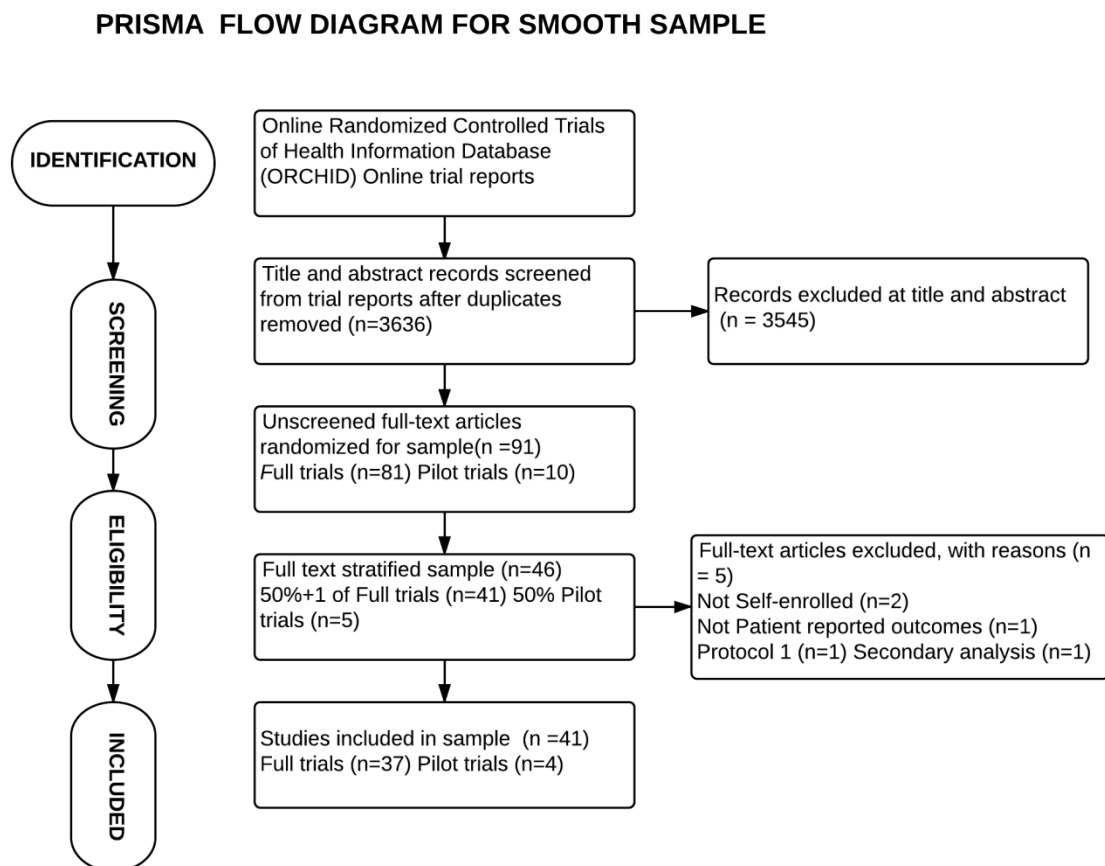 PRISMA FLOW DIAGRAM FOR SMOOTH SAMPLE
IDENTIFICATION
Online Randomized Controlled Trials
of Health Information Database
(ORCHID) Online trial reports
SCREENING
Title and abstract records screened
from trial reports after duplicates
removed (n=3636)
Records excluded at title and abstract
(n = 3545)
Unscreened full-text articles
randomized for sample(n =91)
Full trials (n=81) Pilot trials (n=10)
ELIGIBILITY
Full text stratified sample (n=46)
50%+1 of Full trials (n=41) 50% Pilot
trials (n=5)
Full-text articles excluded, with reasons (n
= 5)
Not Self-enrolled (n=2)
Not Patient reported outcomes (n=1)
Protocol 1 (n=1) Secondary analysis (n=1)
INCLUDED
Studies included in sample (n =41)
Full trials (n=37) Pilot trials (n=4)